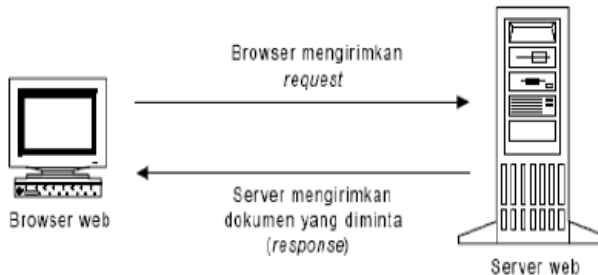 Browser mengirimkan
request
Browser web
Server mengirimkan
dokumen yang diminta
(response)
Server web